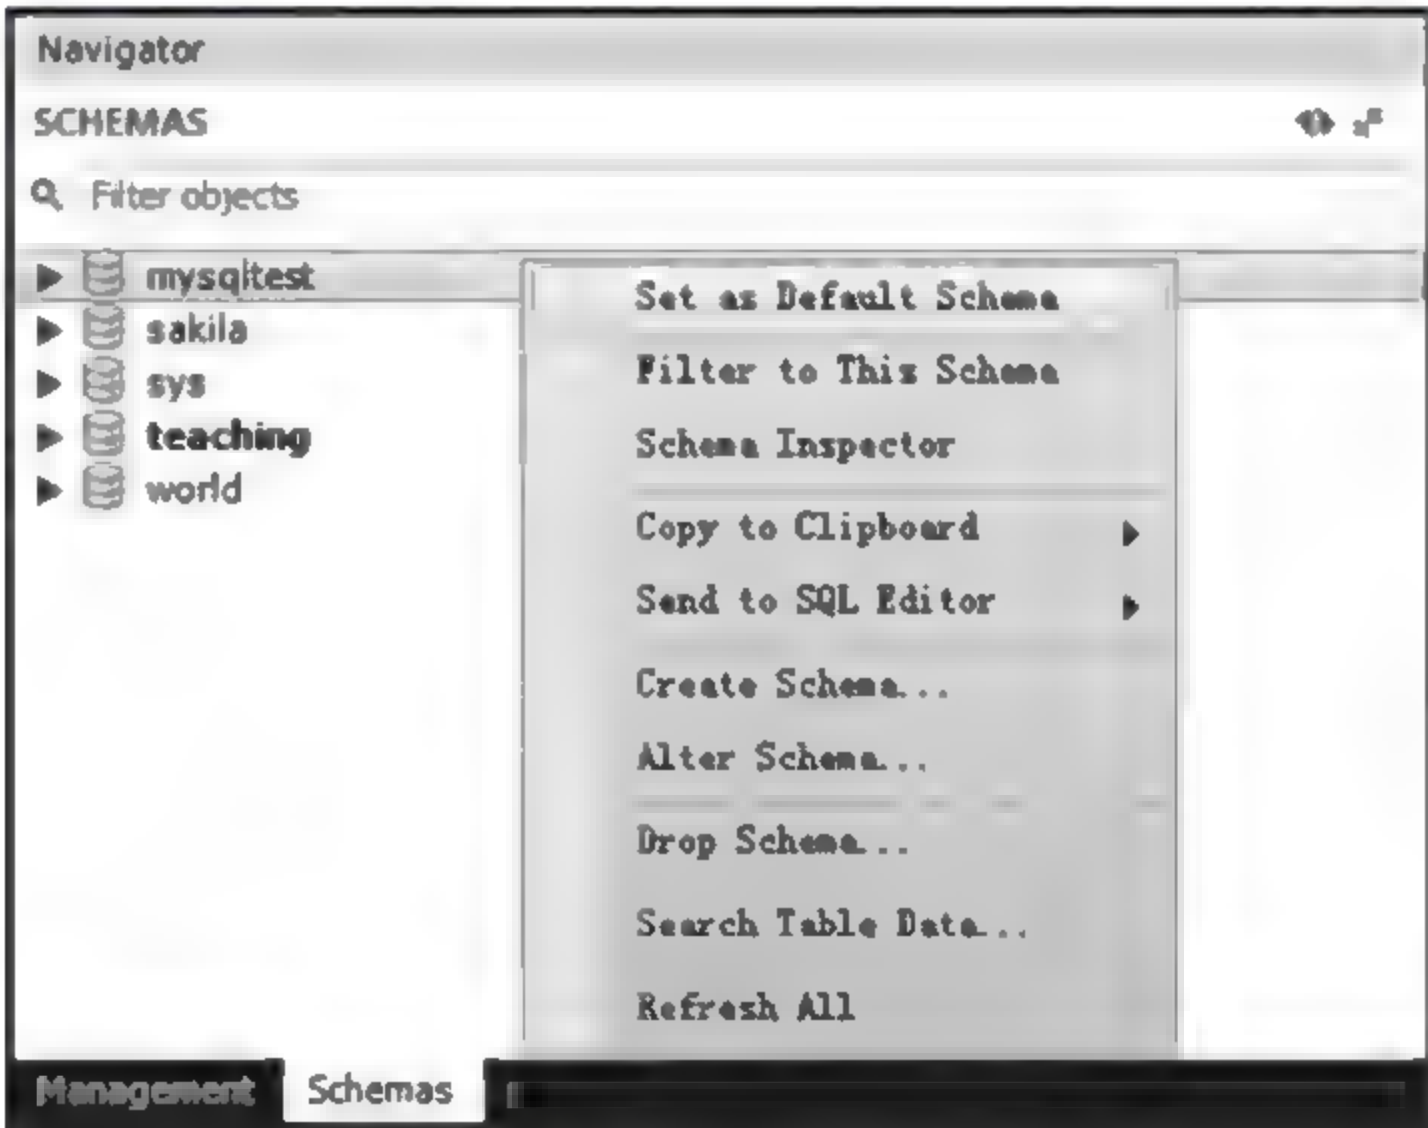 Navigator
SCHEMAS
Filter objects
mysqltest
sakila
sys
teaching
world
Set as Default Schema
Filter to This Schema
Schema Inspector
Copy to Clipboard
Send to SQL Editor
Create Schema...
Alter Schema...
Drop Schema...
Search Table Data...
Refresh All
Management
Schemas